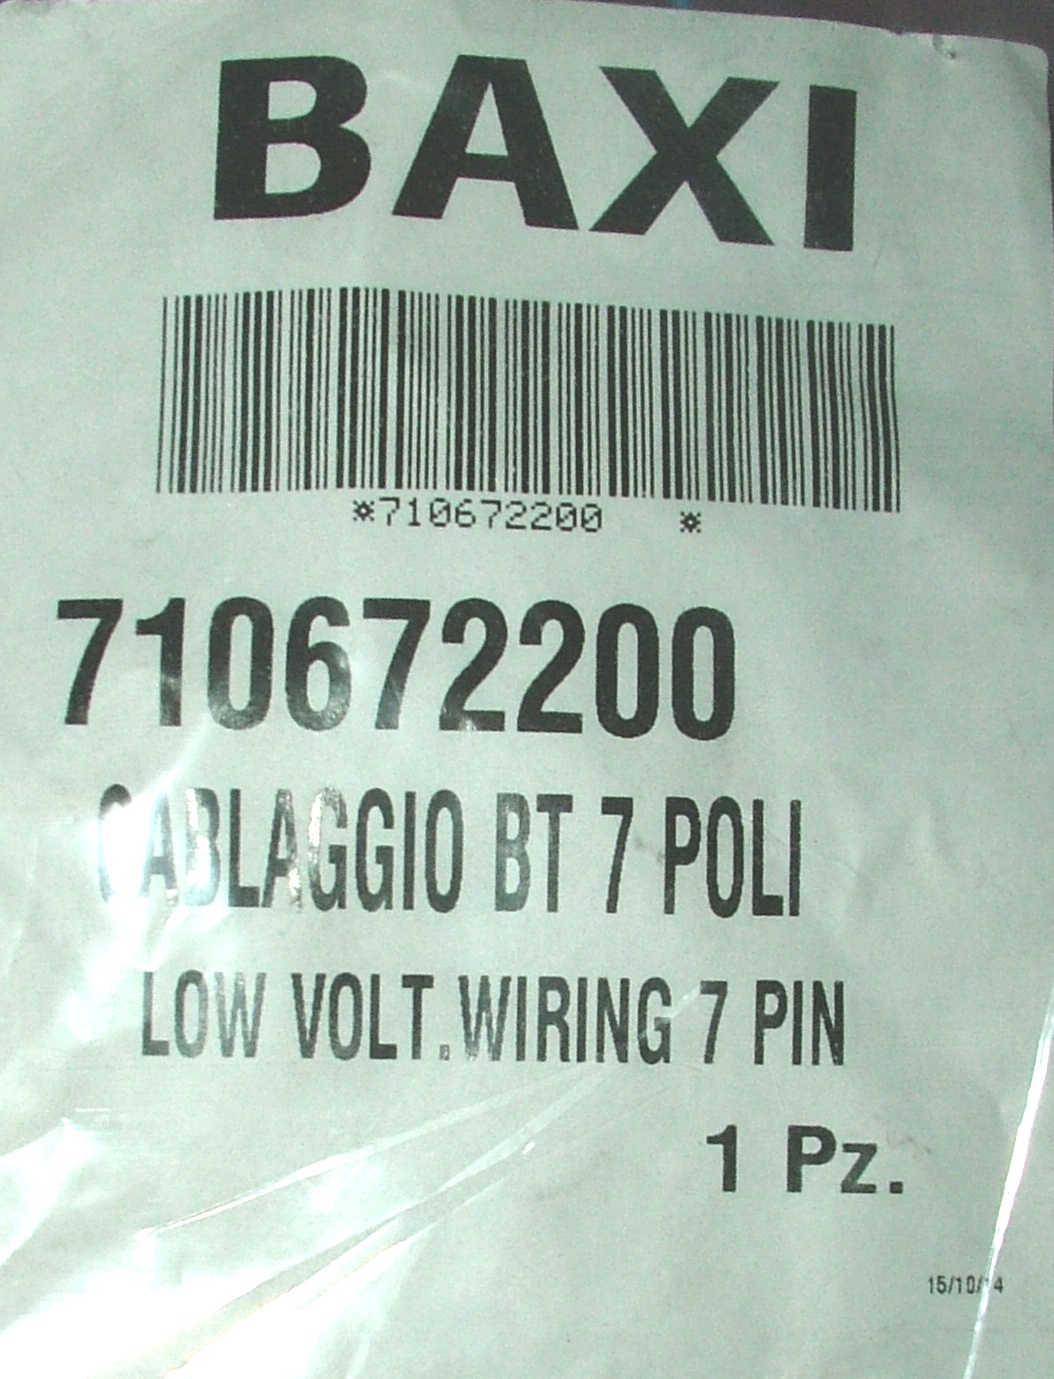 BAXI
*710672200 *
710672200
CABLAGGIO BT 7 POLI
LOW VOLT.WIRING 7 PIN
1 Pz.